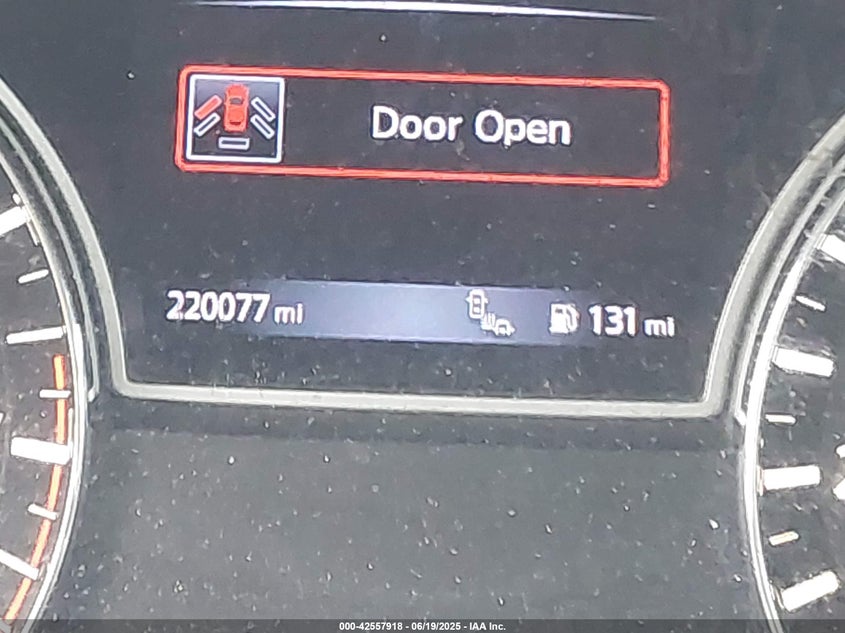 Door Open
220077 mi 131 mi
000-42557918 - 06/19/2025 - IAA Inc.